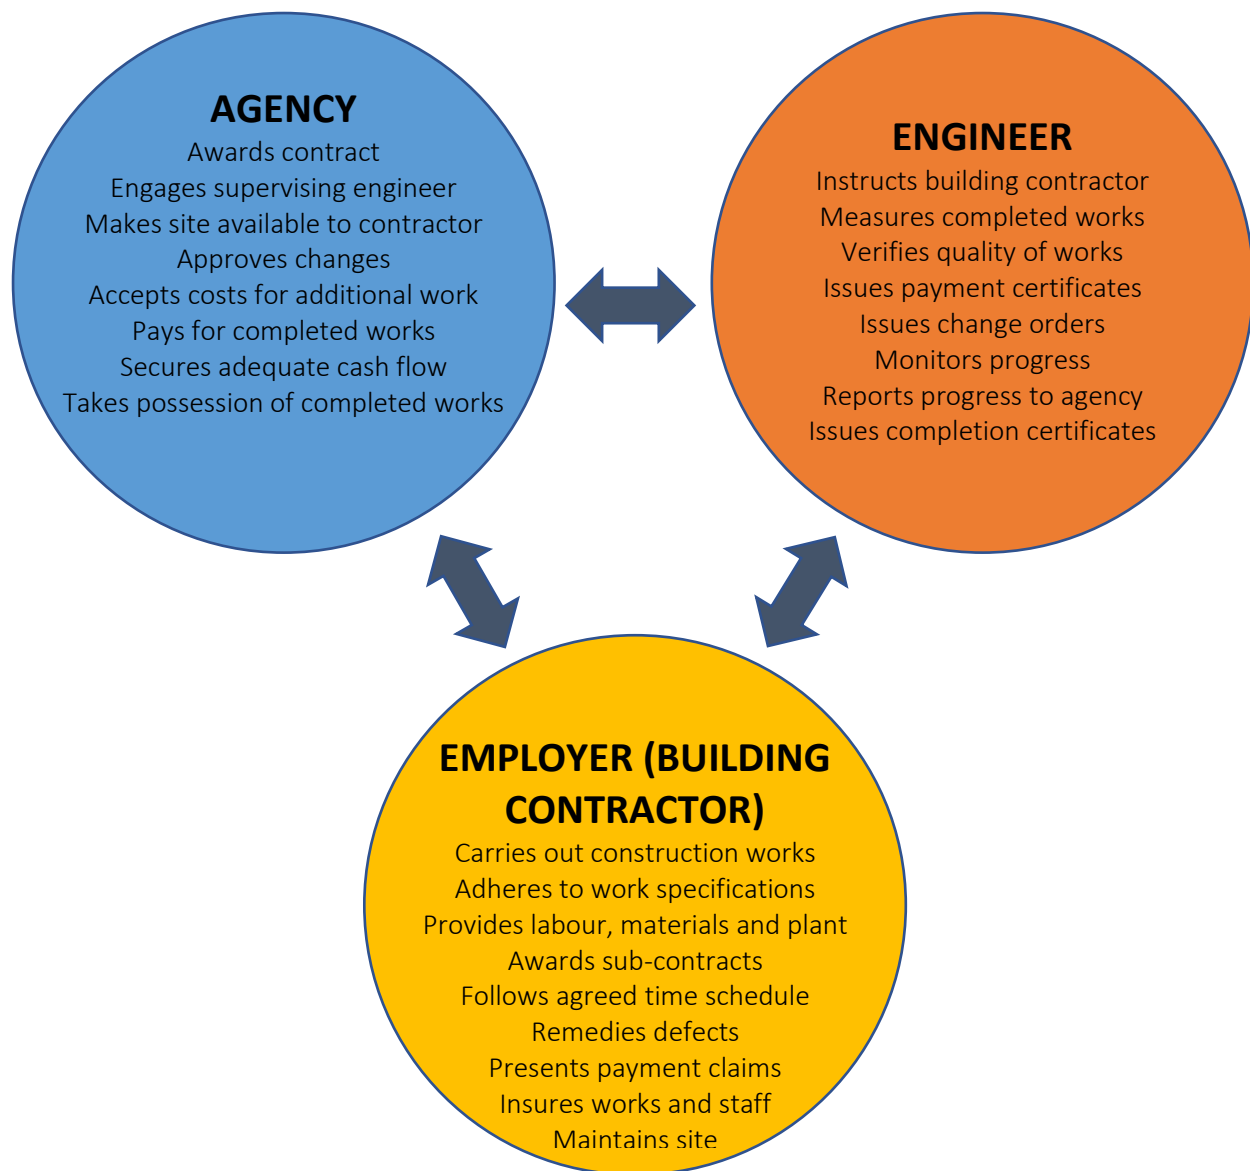 AGENCY
Awards contract
Engages supervising engineer
Makes site available to contractor
Approves changes
Accepts costs for additional work
Pays for completed works
Secures adequate cash flow
Takes possession of completed works
ENGINEER
Instructs building contractor
Measures completed works
Verifies quality of works
Issues payment certificates
Issues change orders
Monitors progress
Reports progress to agency
Issues completion certificates
EMPLOYER (BUILDING
CONTRACTOR)
Carries out construction works
Adheres to work specifications
Provides labour, materials and plant
Awards sub-contracts
Follows agreed time schedule
Remedies defects
Presents payment claims
Insures works and staff
Maintains site